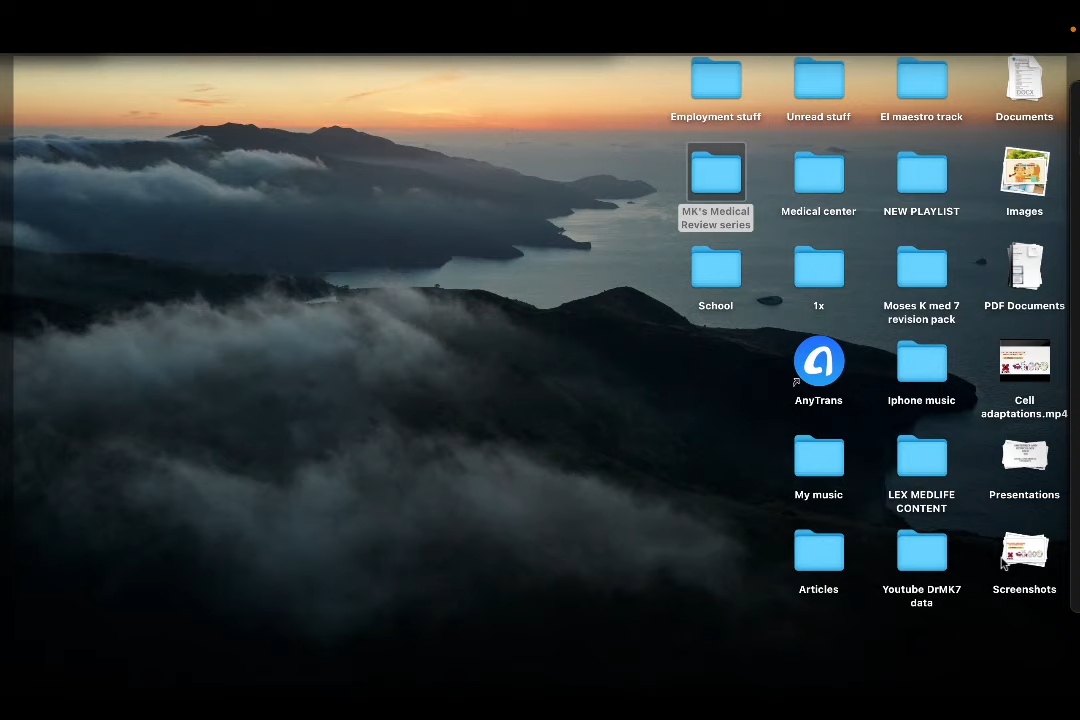 Employment stuff
Unread stuff
El maestro track
Documents
MK's Medical
Review series
Medical center
NEW PLAYLIST
Images
School
1x
Moses K med 7
revision pack
PDF Documents
AnyTrans
Iphone music
Cell
adaptations.mp4
My music
LEX MEDLIFE
CONTENT
Presentations
Articles
Youtube DrMK7
data
Screenshots